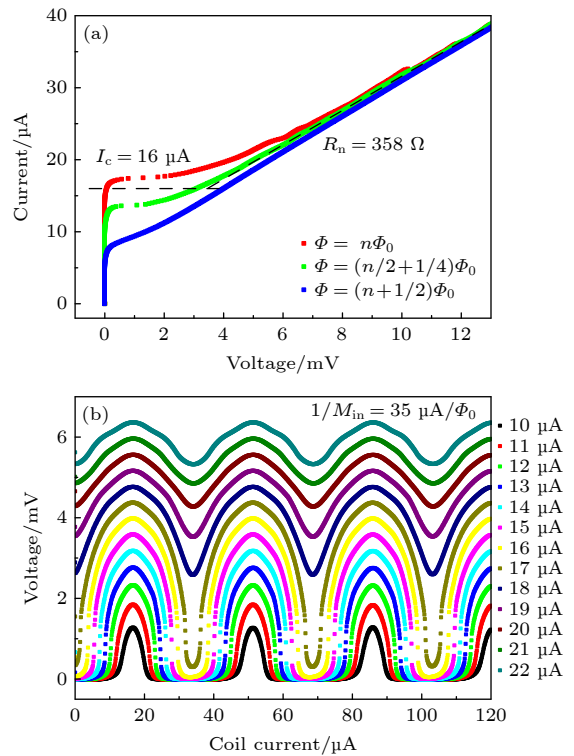 (a)
40
30
20
10
0
Current/µA
I_c = 16 µA
R_n = 358 Ω
Φ = nΦ_0
Φ = (n/2+1/4)Φ_0
Φ = (n+1/2)Φ_0
0 2 4 6 8 10 12
Voltage/mV
(b)
1/M_in = 35 µA/Φ_0
6
4
2
0
Voltage/mV
10 µA
11 µA
12 µA
13 µA
14 µA
15 µA
16 µA
17 µA
18 µA
19 µA
20 µA
21 µA
22 µA
0 20 40 60 80 100 120
Coil current/µA